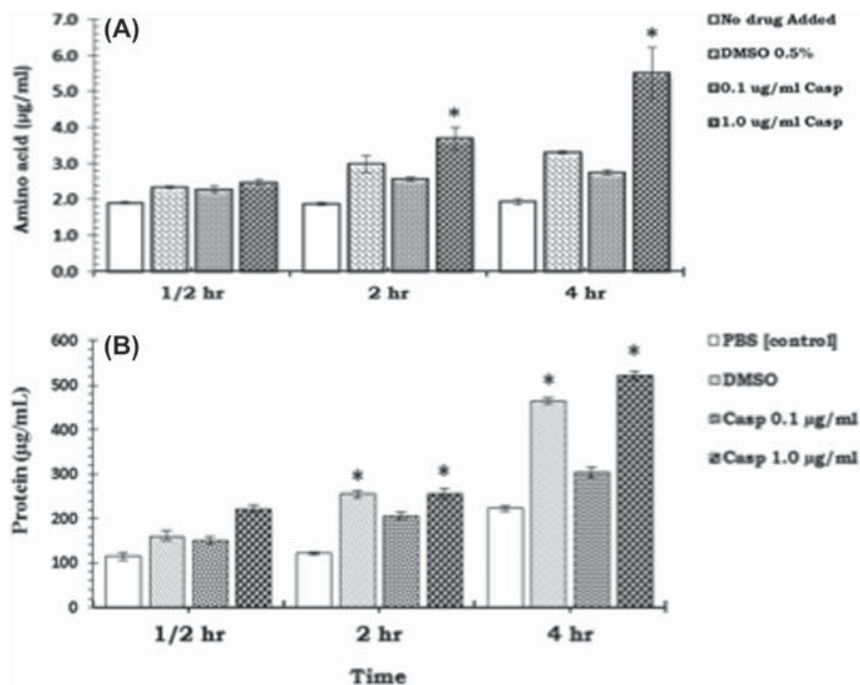 (A)
Amino acid (µg/ml)
7.0
6.0
5.0
4.0
3.0
2.0
1.0
0.0
*
*
1/2 hr
2 hr
4 hr
No drug Added
DMSO 0.5%
0.1 ug/ml Casp
1.0 ug/ml Casp
(B)
Protein (µg/mL)
600
500
400
300
200
100
0
*
*
*
*
1/2 hr
2 hr
4 hr
Time
PBS [control]
DMSO
Casp 0.1 µg/ml
Casp 1.0 µg/ml